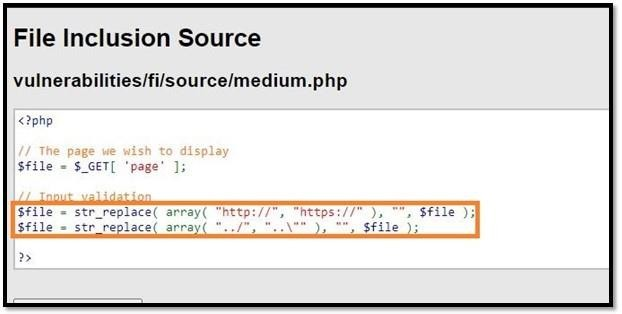 File Inclusion Source
vulnerabilities/fi/source/medium.php
<?php
// The page we wish to display
$file = $_GET[ 'page' ];
// Input validation
$file = str_replace( array( "http://", "https://" ), "", $file );
$file = str_replace( array( "../", "..\"" ), "", $file );
?>